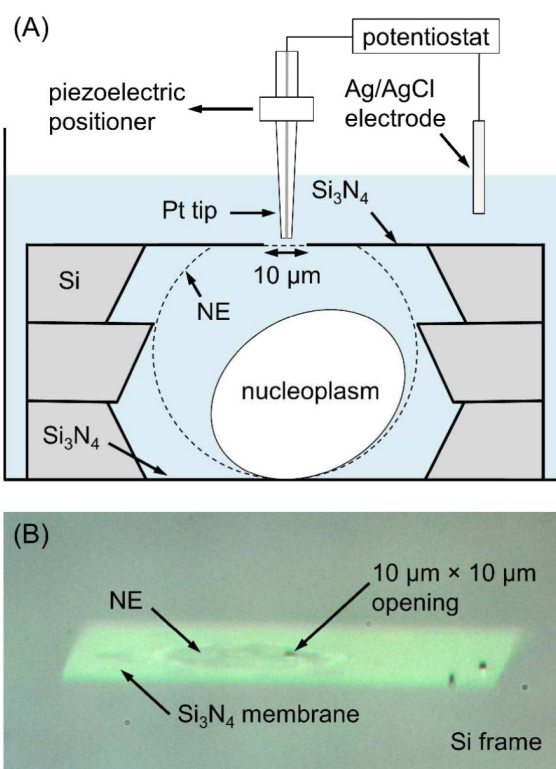 (A)
potentiostat
piezoelectric
positioner
Ag/AgCl
electrode
Pt tip
Si₃N₄
Si
10 μm
NE
nucleoplasm
Si₃N₄
(B)
10 μm × 10 μm
opening
NE
Si₃N₄ membrane
Si frame